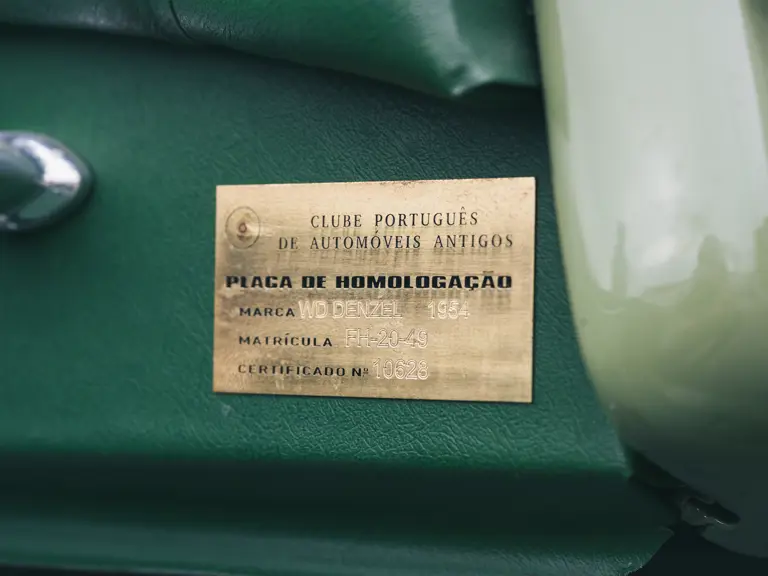 CLUBE PORTUGUÊS
DE AUTOMÓVEIS ANTIGOS
PLACA DE HOMOLOGAÇÃO
MARCA WD DENZEL 1954
MATRÍCULA FH-20-49
CERTIFICADO Nº 10628